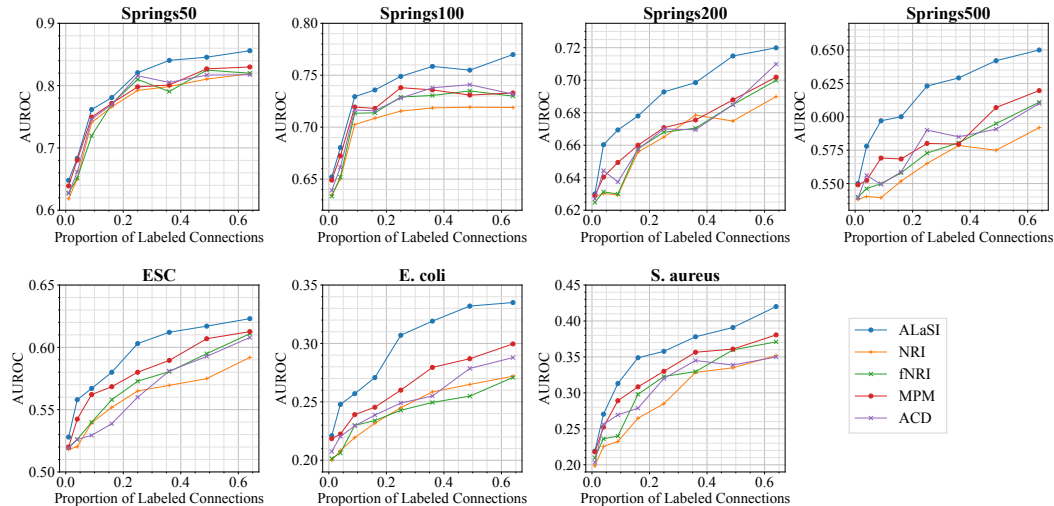 Springs50
Springs100
Springs200
Springs500
0.9
0.8
0.7
0.6
AUROC
0.0 0.2 0.4 0.6
Proportion of Labeled Connections
0.80
0.75
0.70
0.65
AUROC
0.0 0.2 0.4 0.6
Proportion of Labeled Connections
0.72
0.70
0.68
0.66
0.64
0.62
AUROC
0.0 0.2 0.4 0.6
Proportion of Labeled Connections
0.650
0.625
0.600
0.575
0.550
AUROC
0.0 0.2 0.4 0.6
Proportion of Labeled Connections
ESC
E. coli
S. aureus
0.65
0.60
0.55
0.50
AUROC
0.0 0.2 0.4 0.6
Proportion of Labeled Connections
0.35
0.30
0.25
0.20
AUROC
0.0 0.2 0.4 0.6
Proportion of Labeled Connections
0.45
0.40
0.35
0.30
0.25
0.20
AUROC
0.0 0.2 0.4 0.6
Proportion of Labeled Connections
ALaSI
NRI
fNRI
MPM
ACD